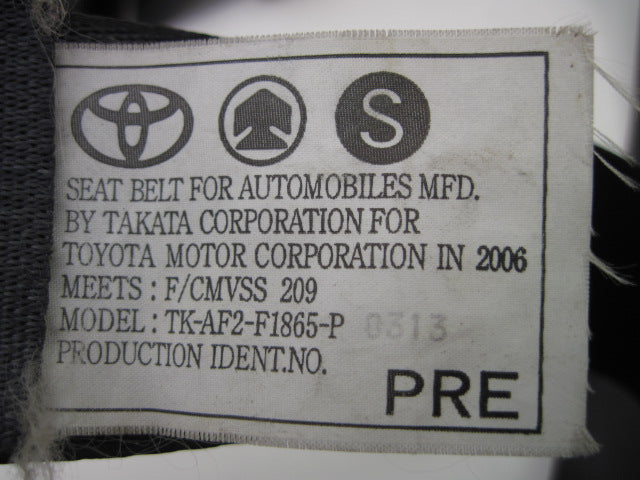 S
SEAT BELT FOR AUTOMOBILES MFD.
BY TAKATA CORPORATION FOR
TOYOTA MOTOR CORPORATION IN 2006
MEETS : F/CMVSS 209
MODEL : TK-AF2-F1865-P 0313
PRODUCTION IDENT.NO.
PRE